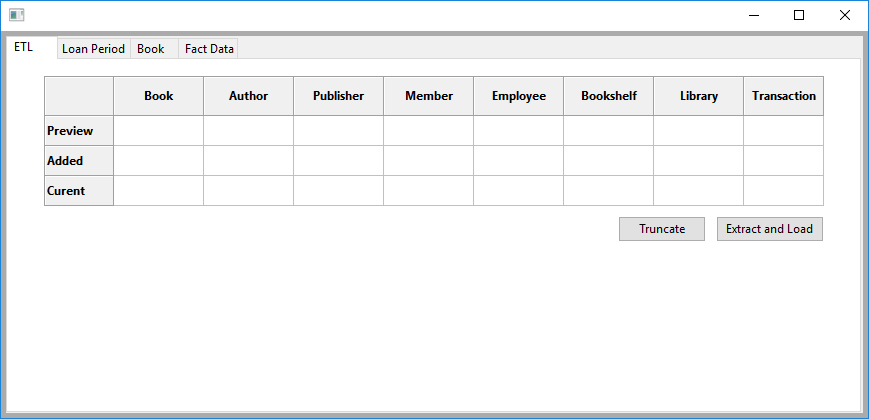 ETL Loan Period Book Fact Data
Book Author Publisher Member Employee Bookshelf Library Transaction
Preview
Added
Curent
Truncate Extract and Load